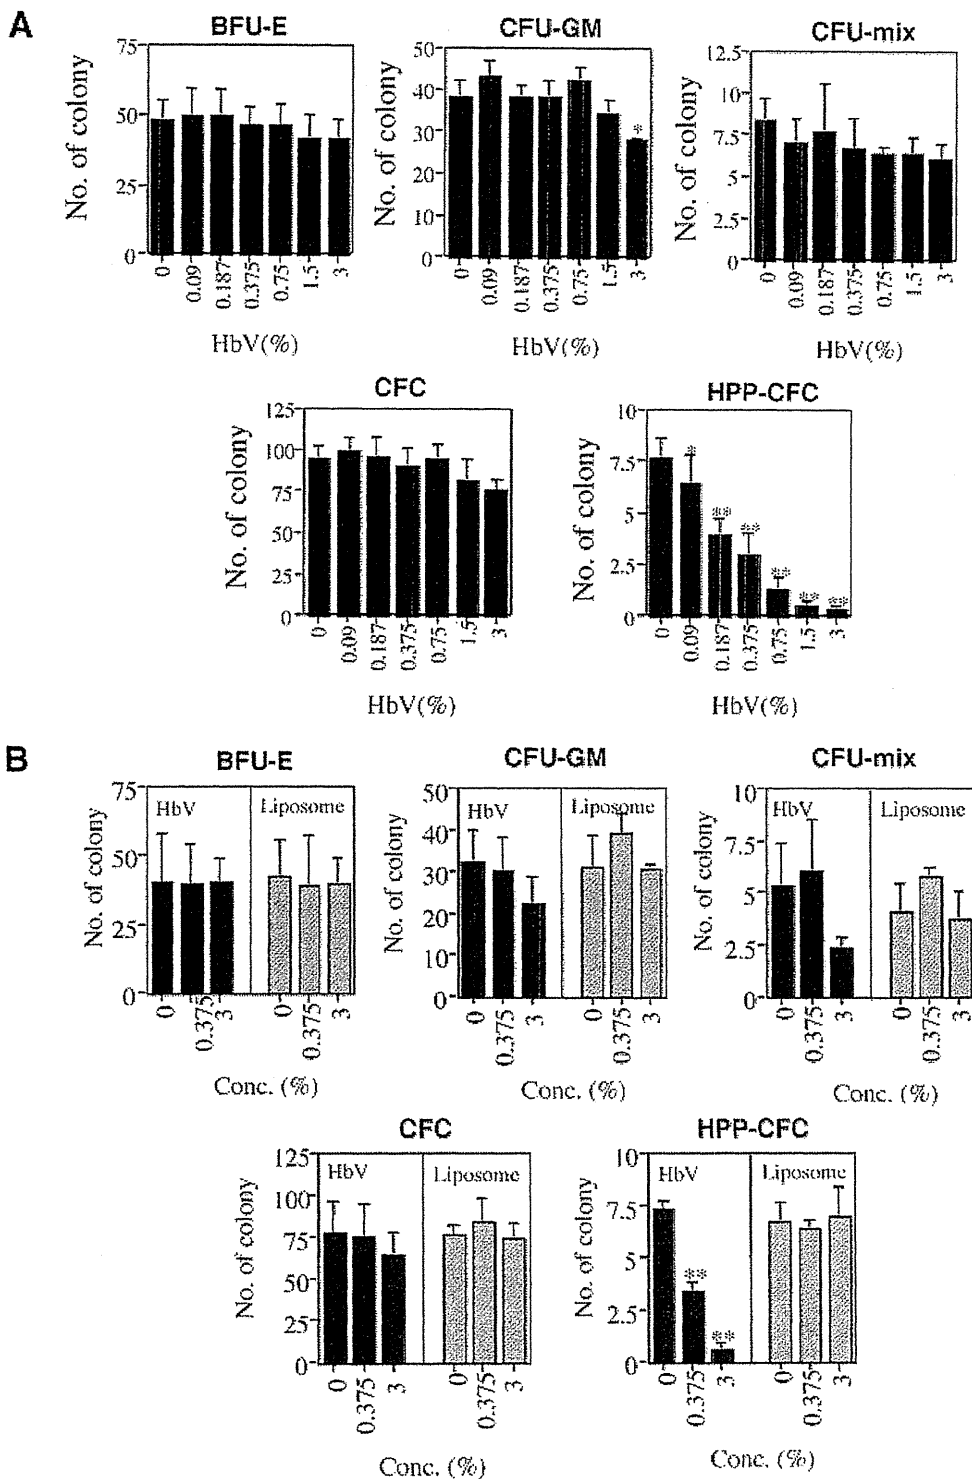 A
BFU-E
No. of colony
75
50
25
0
0 0.09 0.187 0.375 0.75 1.5 3
HbV(%)
CFU-GM
No. of colony
50
40
30
20
10
0
*
0 0.09 0.187 0.375 0.75 1.5 3
HbV(%)
CFU-mix
No. of colony
12.5
10
7.5
5
2.5
0
0 0.09 0.187 0.375 0.75 1.5 3
HbV(%)
CFC
No. of colony
125
100
75
50
25
0
0 0.09 0.187 0.375 0.75 1.5 3
HbV(%)
HPP-CFC
No. of colony
10
7.5
5
2.5
0
* ** ** ** ** **
0 0.09 0.187 0.375 0.75 1.5 3
HbV(%)
B
BFU-E
No. of colony
75
50
25
0
HbV Liposome
0 0.375 3 0 0.375 3
Conc. (%)
CFU-GM
No. of colony
50
40
30
20
10
0
HbV Liposome
0 0.375 3 0 0.375 3
Conc. (%)
CFU-mix
No. of colony
10
7.5
5
2.5
0
HbV Liposome
0 0.375 3 0 0.375 3
Conc. (%)
CFC
No. of colony
125
100
75
50
25
0
HbV Liposome
0 0.375 3 0 0.375 3
Conc. (%)
HPP-CFC
No. of colony
10
7.5
5
2.5
0
HbV Liposome
** **
0 0.375 3 0 0.375 3
Conc. (%)